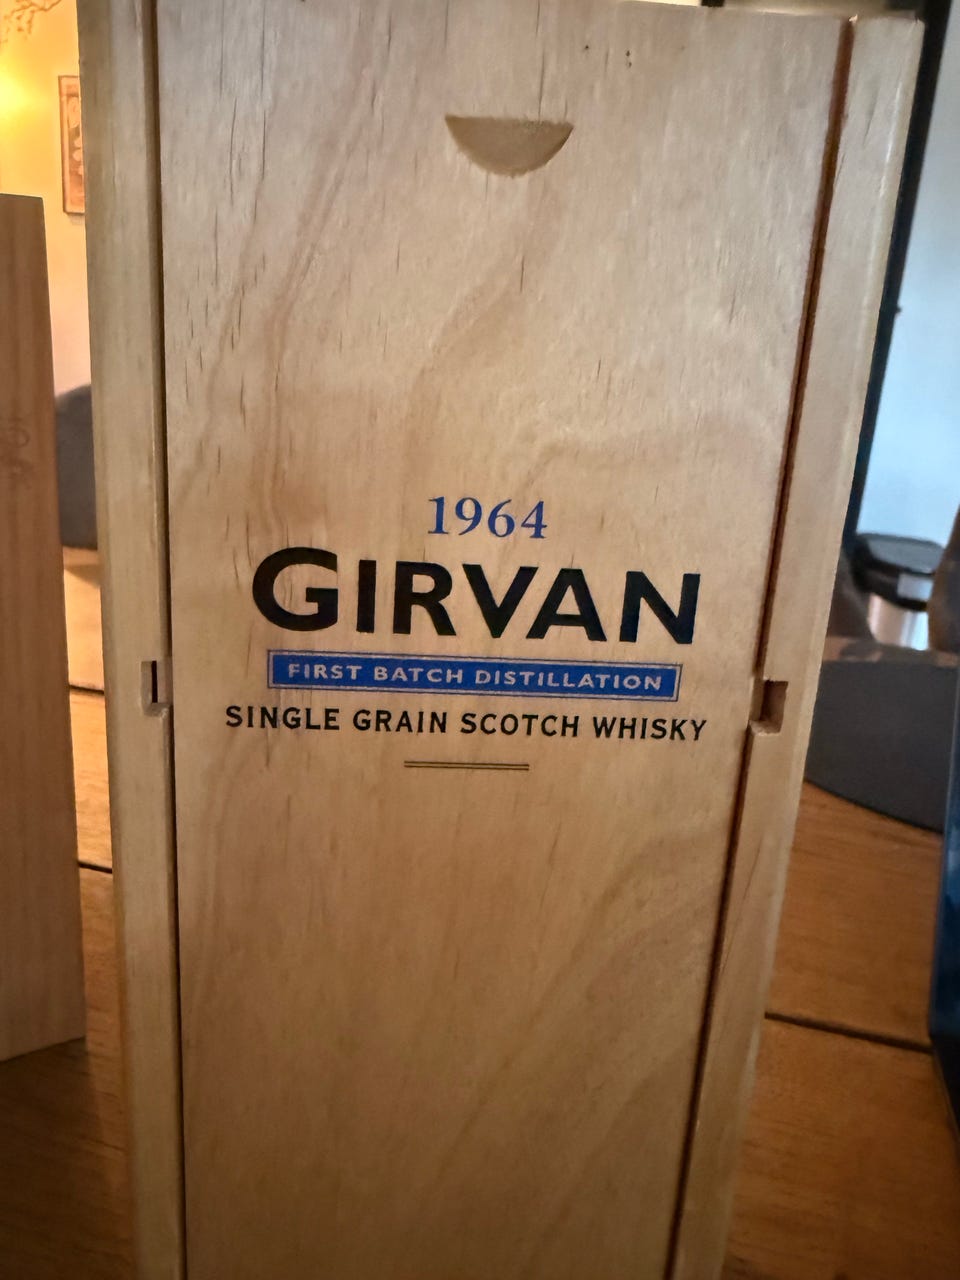 1964
GIRVAN
FIRST BATCH DISTILLATION
SINGLE GRAIN SCOTCH WHISKY